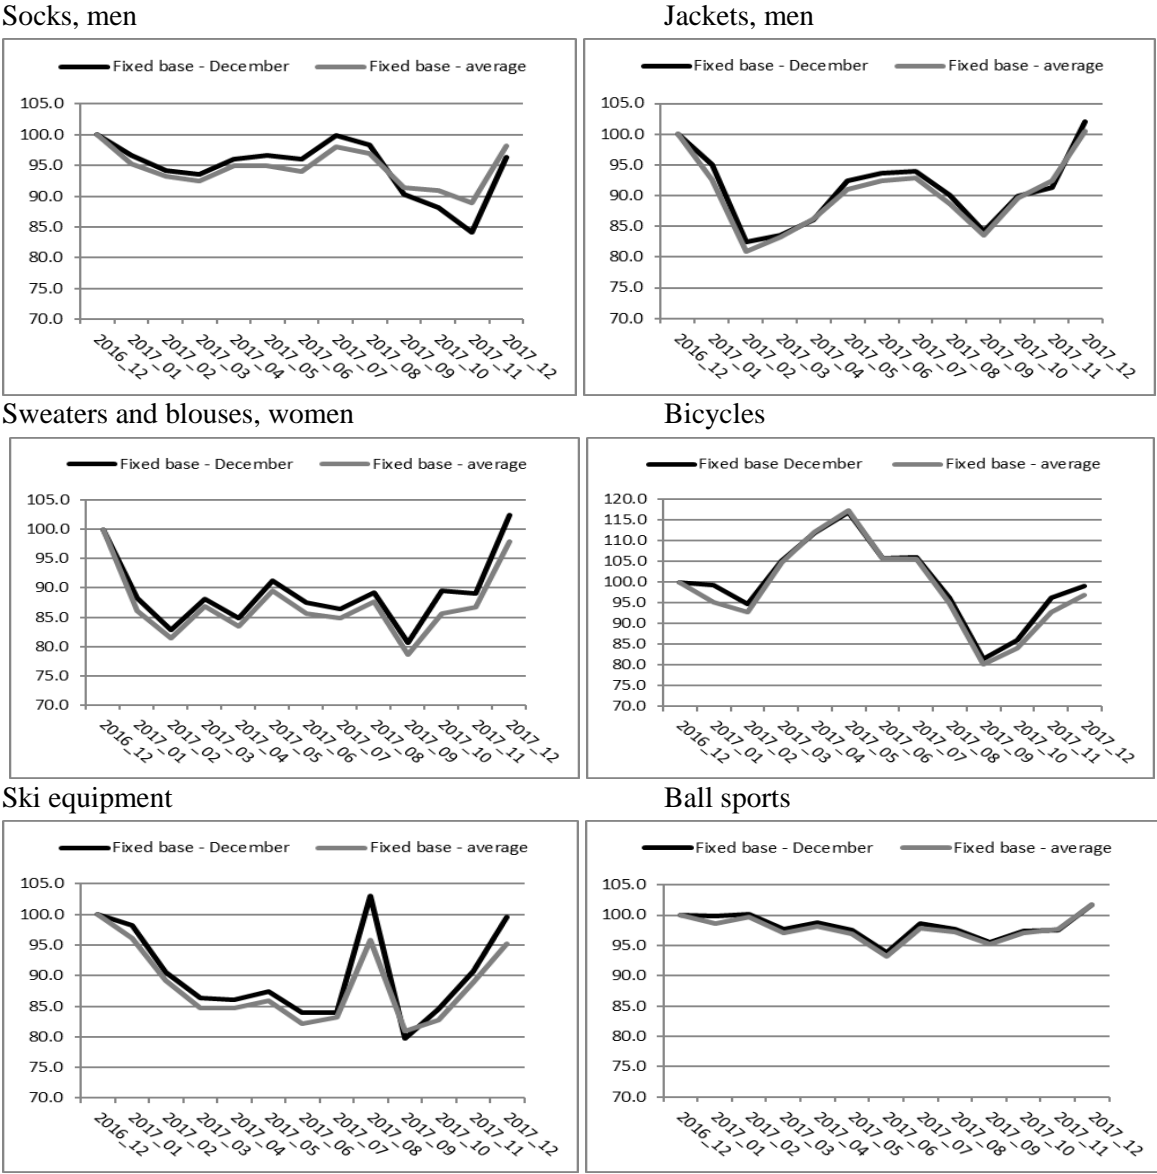 Socks, men
Jackets, men
Fixed base - December Fixed base - average
105.0
100.0
95.0
90.0
85.0
80.0
75.0
70.0
2016_12 2017_01 2017_02 2017_03 2017_04 2017_05 2017_06 2017_07 2017_08 2017_09 2017_10 2017_11 2017_12
Fixed base - December Fixed base - average
105.0
100.0
95.0
90.0
85.0
80.0
75.0
70.0
2016_12 2017_01 2017_02 2017_03 2017_04 2017_05 2017_06 2017_07 2017_08 2017_09 2017_10 2017_11 2017_12
Sweaters and blouses, women
Bicycles
Fixed base - December Fixed base - average
105.0
100.0
95.0
90.0
85.0
80.0
75.0
70.0
2016_12 2017_01 2017_02 2017_03 2017_04 2017_05 2017_06 2017_07 2017_08 2017_09 2017_10 2017_11 2017_12
Fixed base December Fixed base - average
120.0
115.0
110.0
105.0
100.0
95.0
90.0
85.0
80.0
75.0
70.0
2016_12 2017_01 2017_02 2017_03 2017_04 2017_05 2017_06 2017_07 2017_08 2017_09 2017_10 2017_11 2017_12
Ski equipment
Ball sports
Fixed base - December Fixed base - average
105.0
100.0
95.0
90.0
85.0
80.0
75.0
70.0
2016_12 2017_01 2017_02 2017_03 2017_04 2017_05 2017_06 2017_07 2017_08 2017_09 2017_10 2017_11 2017_12
Fixed base - December Fixed base - average
105.0
100.0
95.0
90.0
85.0
80.0
75.0
70.0
2016_12 2017_01 2017_02 2017_03 2017_04 2017_05 2017_06 2017_07 2017_08 2017_09 2017_10 2017_11 2017_12